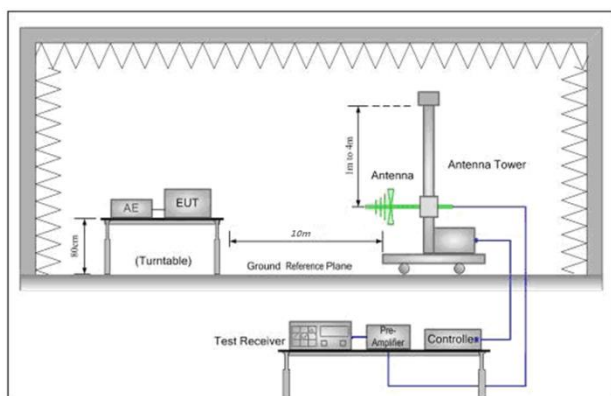 1m to 4m
Antenna
Antenna Tower
AE
EUT
80cm
(Turntable)
10m
Ground Reference Plane
Test Receiver
Pre-
Amplifier
Controller